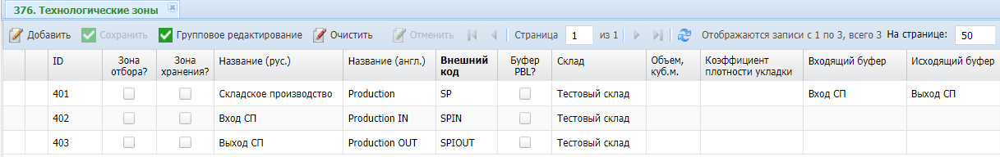 376. Технологические зоны
Добавить Сохранить Групповое редактирование Очистить Отменить Страница 1 из 1 Отображаются записи с 1 по 3, всего 3 На странице: 50
ID Зона отбора? Зона хранения? Название (рус.) Название (англ.) Внешний код Буфер PBL? Склад Объем, куб.м. Коэффициент плотности укладки Входящий буфер Исходящий буфер
401 Складское производство Production SP Тестовый склад Вход СП Выход СП
402 Вход СП Production IN SPIN Тестовый склад
403 Выход СП Production OUT SPIOUT Тестовый склад